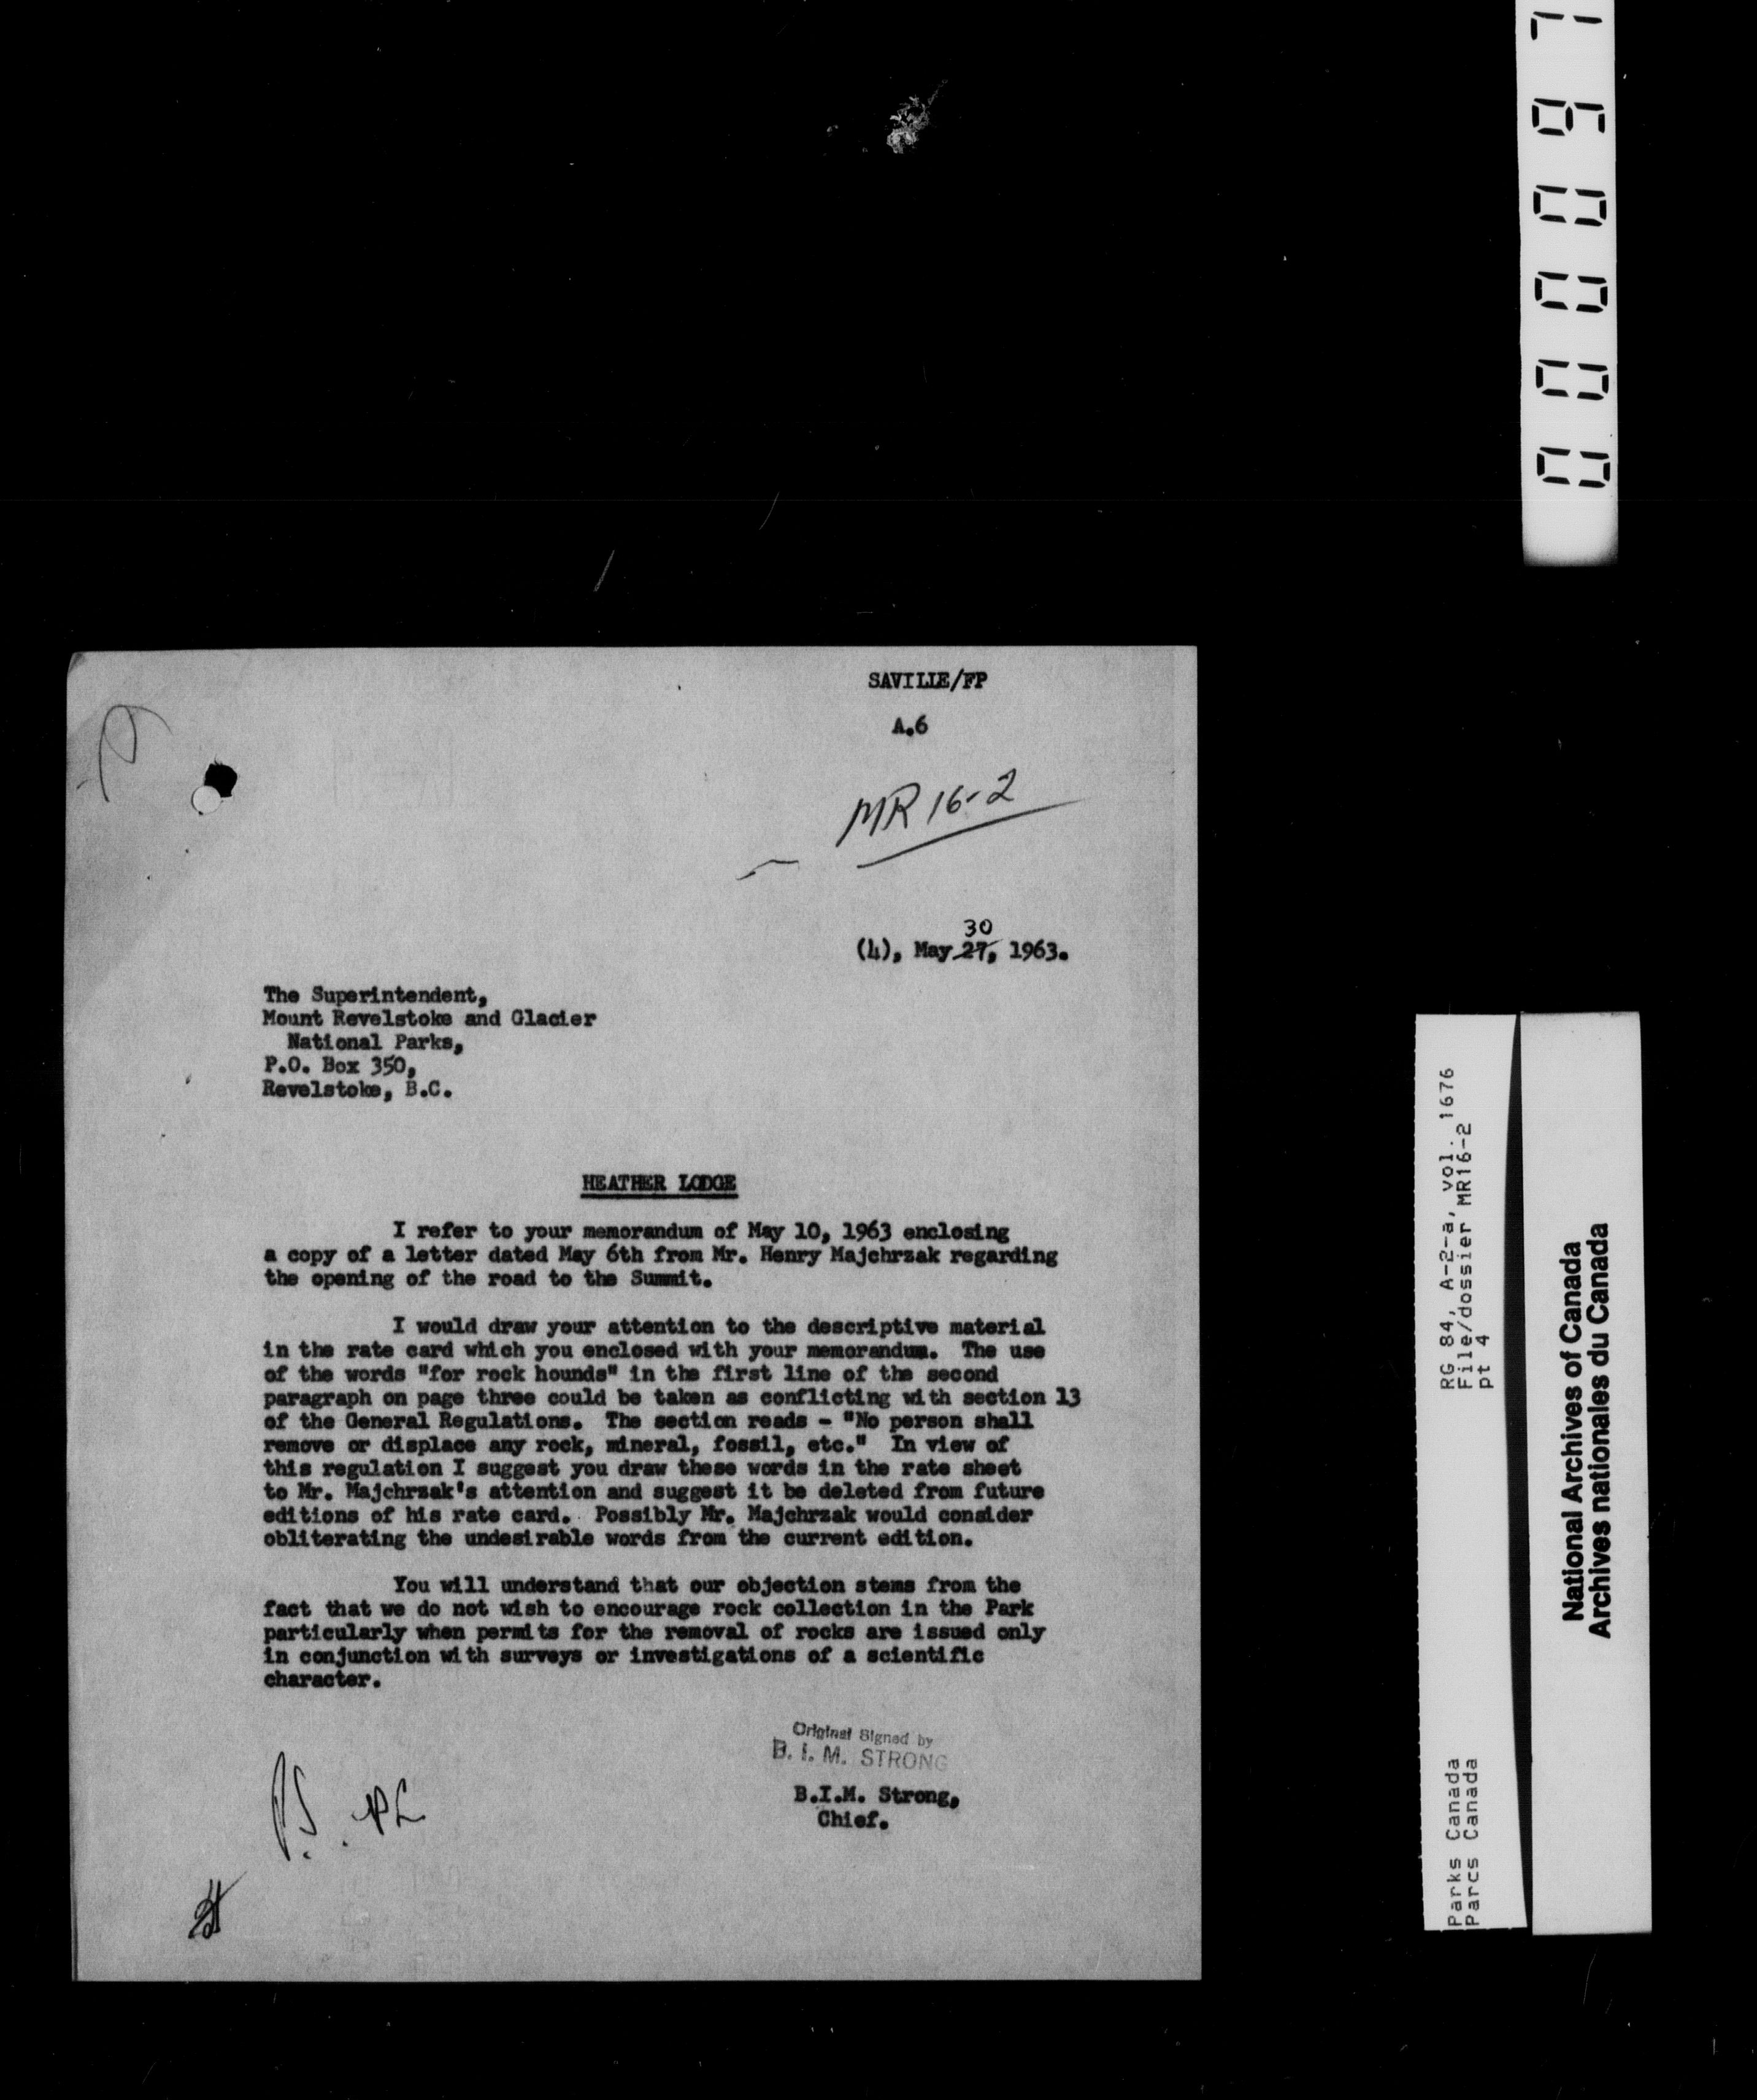 SAVILLE/FP
A.6
MR 16-2
30
(4), May 27, 1963.
The Superintendent,
Mount Revelstoke and Glacier
National Parks,
P.O. Box 350,
Revelstoke, B.C.
HEATHER LODGE
I refer to your memorandum of May 10, 1963 enclosing
a copy of a letter dated May 6th from Mr. Henry Majchrzak regarding
the opening of the road to the Summit.
I would draw your attention to the descriptive material
in the rate card which you enclosed with your memorandum. The use
of the words "for rock hounds" in the first line of the second
paragraph on page three could be taken as conflicting with section 13
of the General Regulations. The section reads - "No person shall
remove or displace any rock, mineral, fossil, etc." In view of
this regulation I suggest you draw these words in the rate sheet
to Mr. Majchrzak's attention and suggest it be deleted from future
editions of his rate card. Possibly Mr. Majchrzak would consider
obliterating the undesirable words from the current edition.
You will understand that our objection stems from the
fact that we do not wish to encourage rock collection in the Park
particularly when permits for the removal of rocks are issued only
in conjunction with surveys or investigations of a scientific
character.
Original Signed by
B. I. M. STRONG
B.I.M. Strong,
Chief.
RG 84, A-2-a, vol. 1676
File/dossier MR16-2
pt 4
Parks Canada
Parcs Canada
National Archives of Canada
Archives nationales du Canada